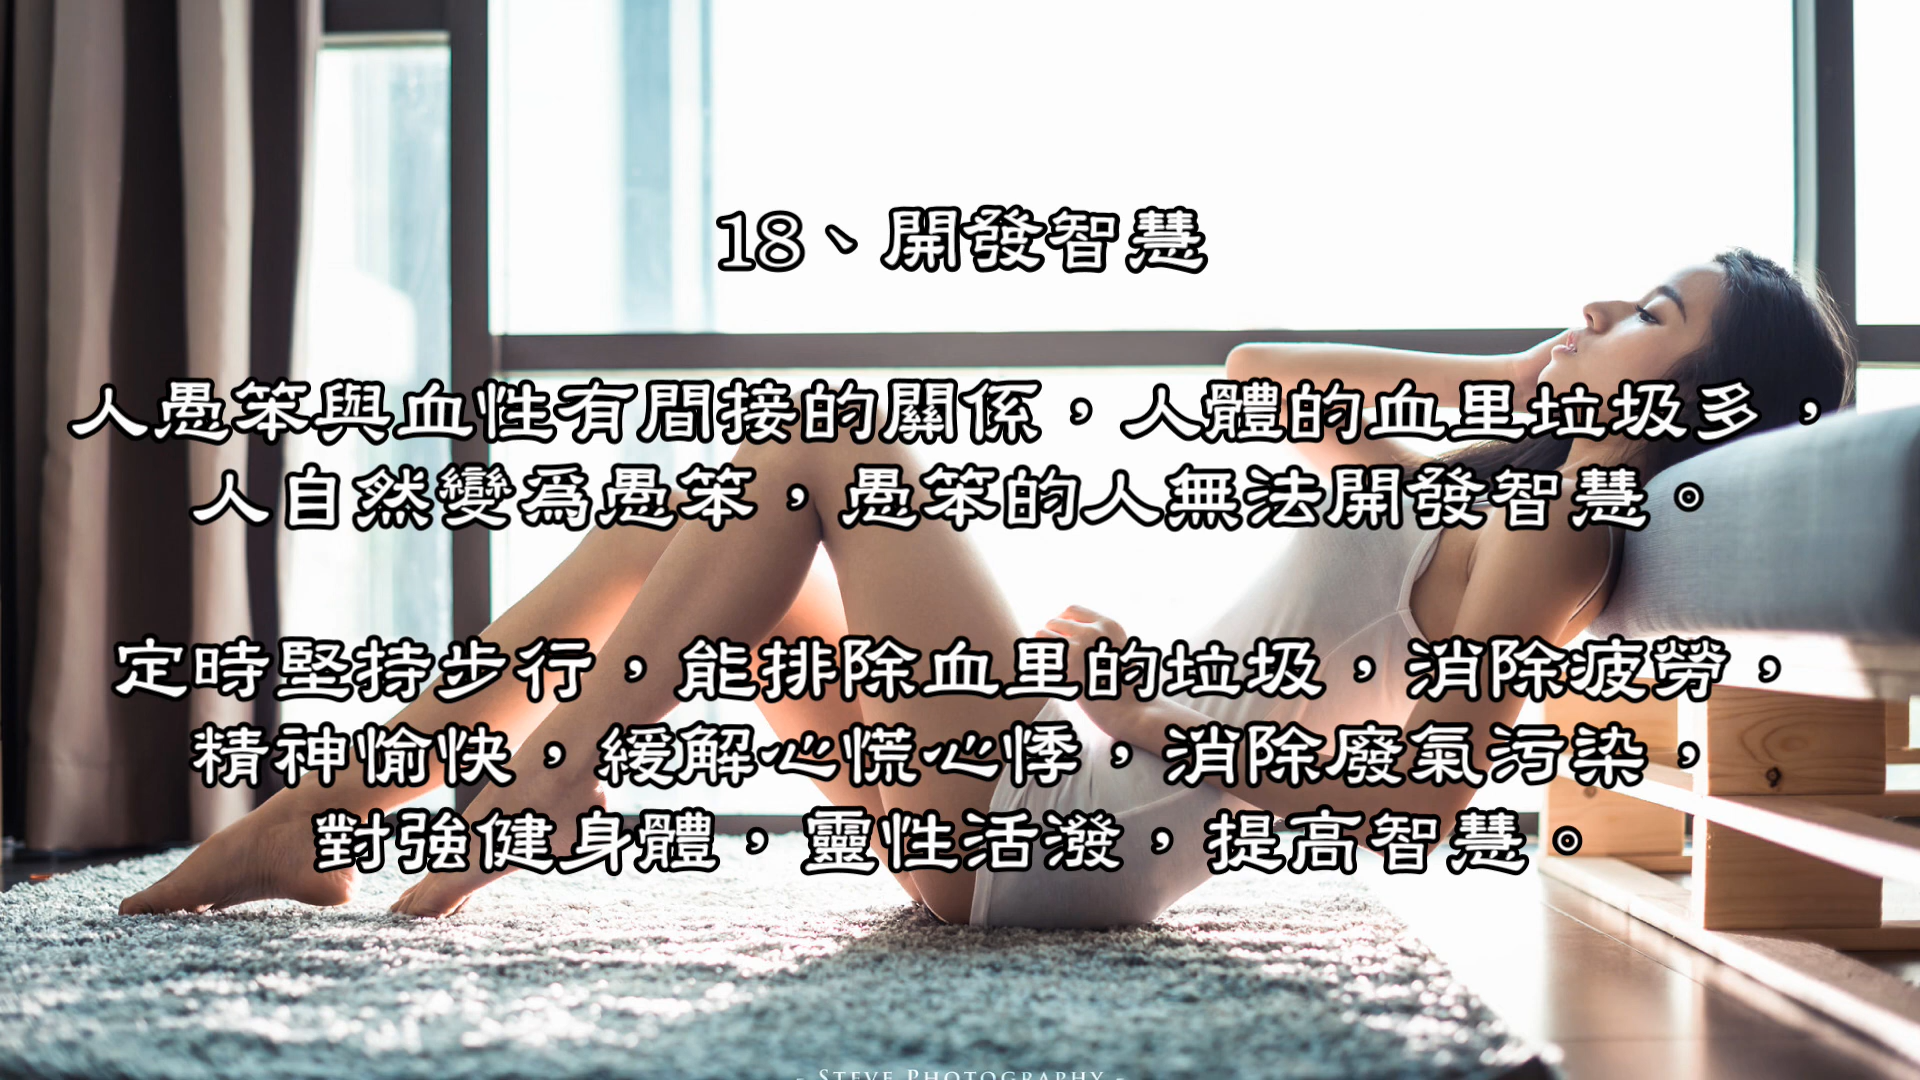 18、開發智慧
人愚笨與血性有間接的關係，人體的血里垃圾多，
人自然變爲愚笨，愚笨的人無法開發智慧。
定時堅持步行，能排除血里的垃圾，消除疲勞，
精神愉快，緩解心慌心悸，消除廢氣污染，
對強健身體，靈性活潑，提高智慧。
- STEVE PHOTOGRAPHY -